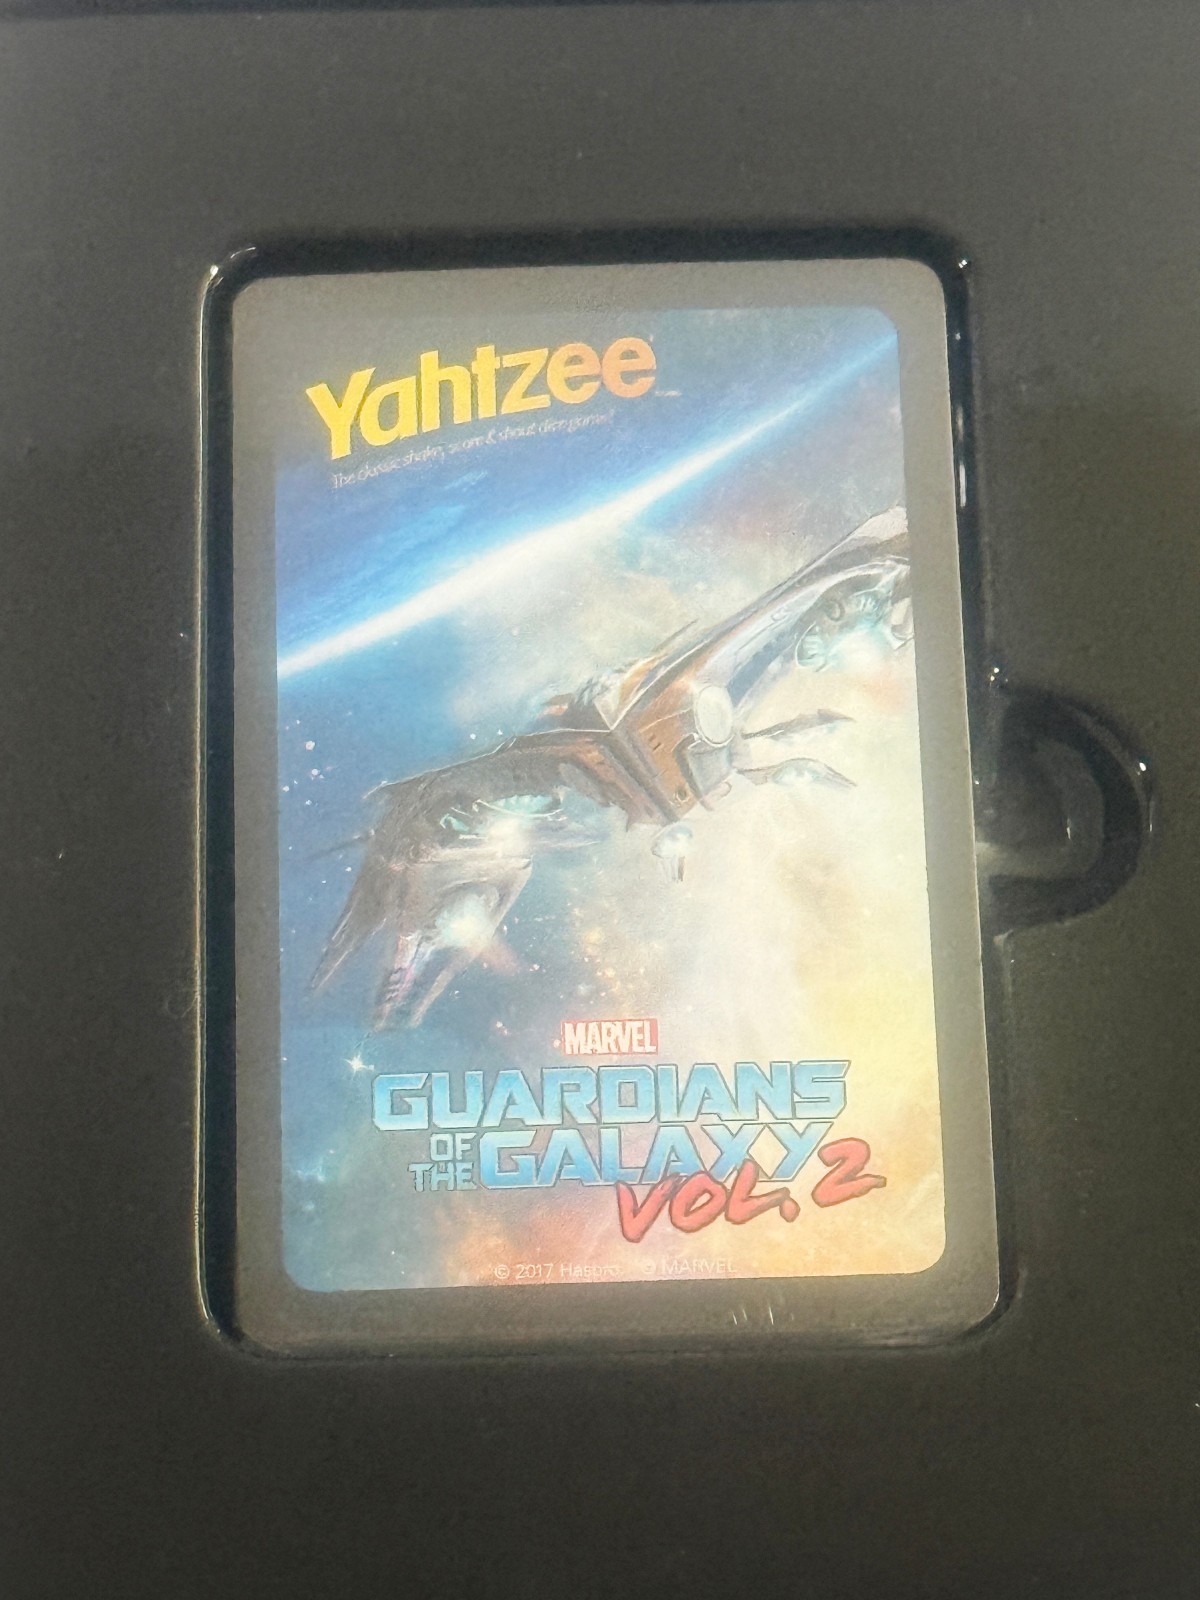 Yahtzee
The classic shake, score & shout dice game!
MARVEL
GUARDIANS
OF THE GALAXY
VOL. 2
© 2017 Hasbro. © MARVEL